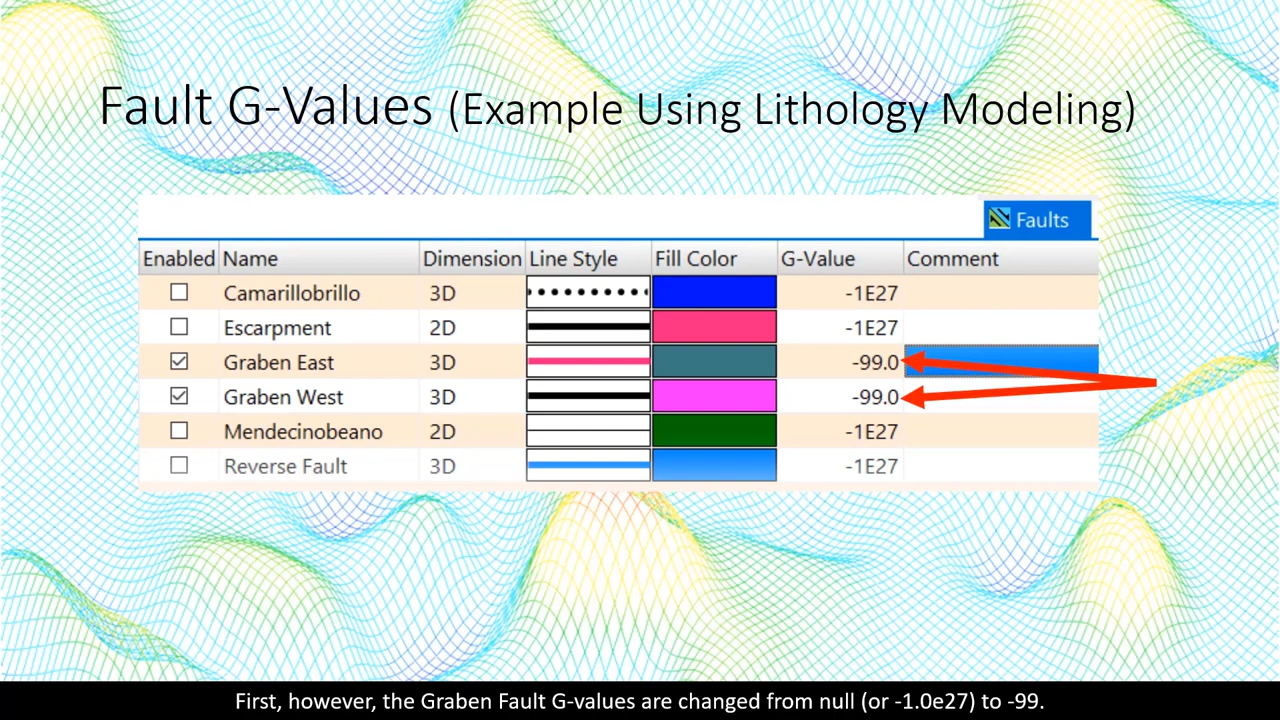 Fault G-Values (Example Using Lithology Modeling)
Faults
Enabled Name Dimension Line Style Fill Color G-Value Comment
Camarillobrillo 3D -1E27
Escarpment 2D -1E27
Graben East 3D -99.0
Graben West 3D -99.0
Mendecinobeano 2D -1E27
Reverse Fault 3D -1E27
First, however, the Graben Fault G-values are changed from null (or -1.0e27) to -99.